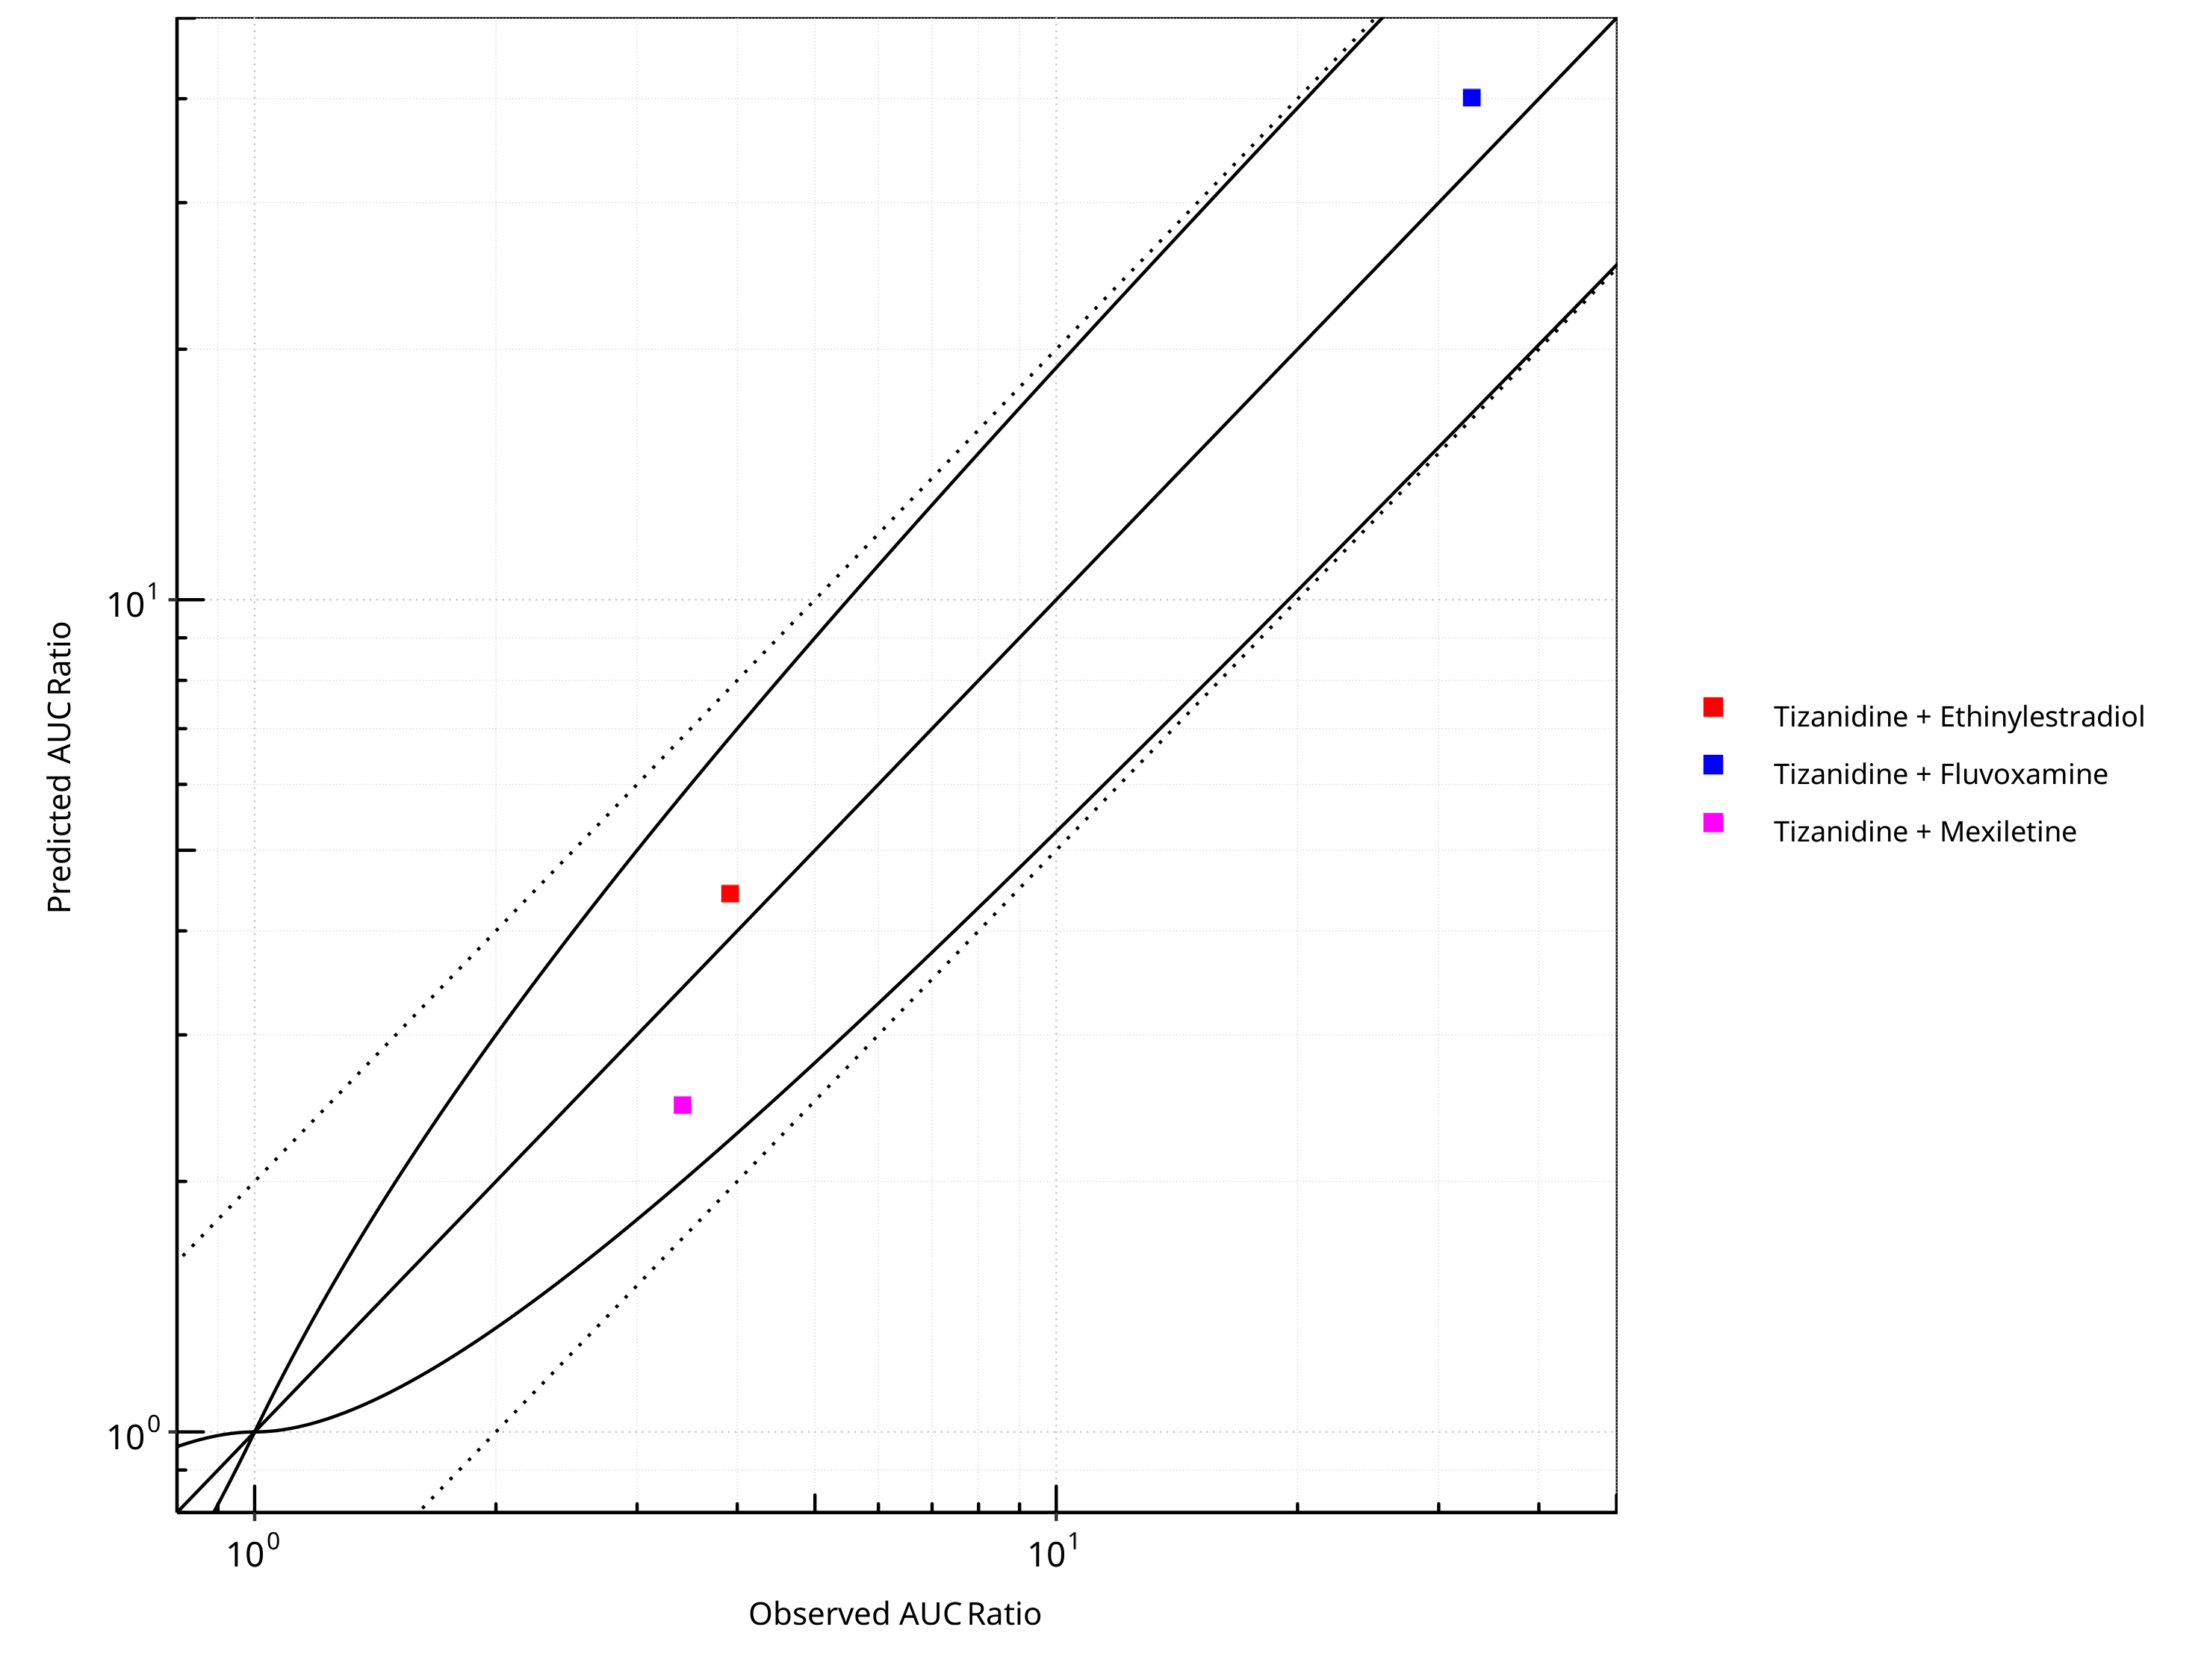 Predicted AUC Ratio
10^1
10^0
10^0
10^1
Observed AUC Ratio
Tizanidine + Ethinylestradiol
Tizanidine + Fluvoxamine
Tizanidine + Mexiletine